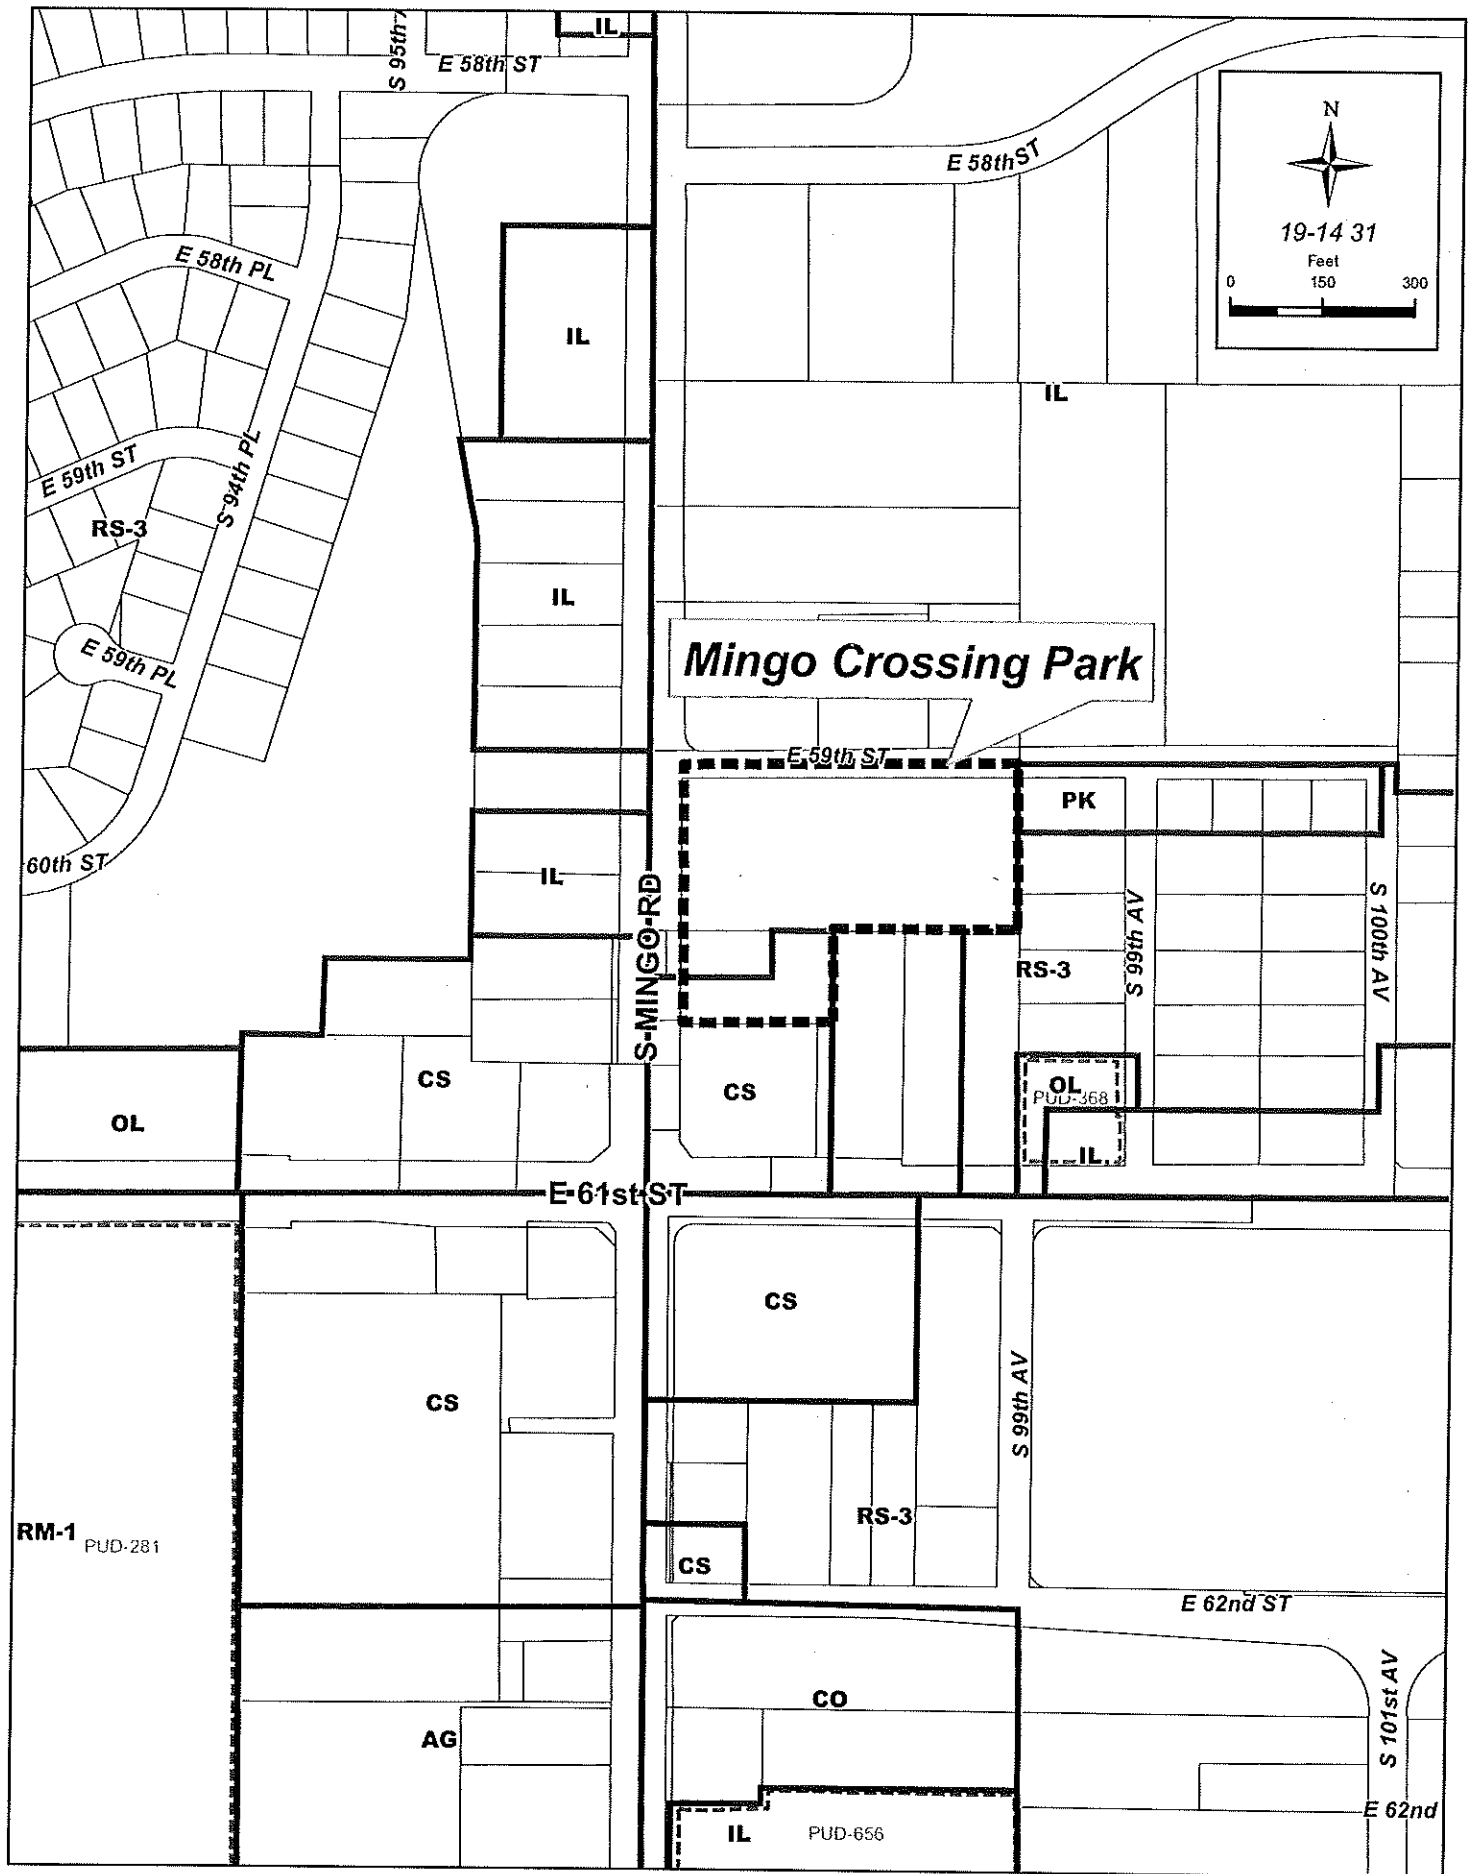 IL
S 95th
E 58th ST
E 58th ST
N
19-14 31
Feet
0 150 300
E 58th PL
IL
IL
E 59th ST
S 94th PL
RS-3
IL
E 59th PL
Mingo Crossing Park
E 59th ST
PK
60th ST
IL
S-MINGO-RD
S 99th AV
S 100th AV
RS-3
CS
CS
OL
PUD-368
OL
IL
E-61st-ST
CS
S 99th AV
CS
RM-1
PUD-281
RS-3
CS
E 62nd ST
CO
S 101st AV
AG
E 62nd
IL
PUD-656